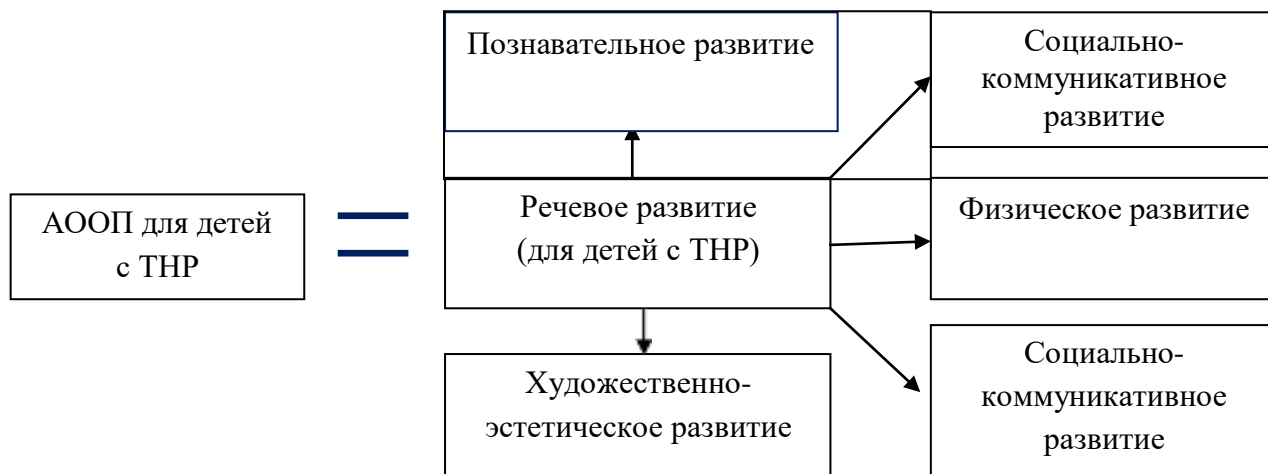 Познавательное развитие
Социально-
коммуникативное
развитие
АООП для детей
с ТНР
Речевое развитие
(для детей с ТНР)
Физическое развитие
Художественно-
эстетическое развитие
Социально-
коммуникативное
развитие